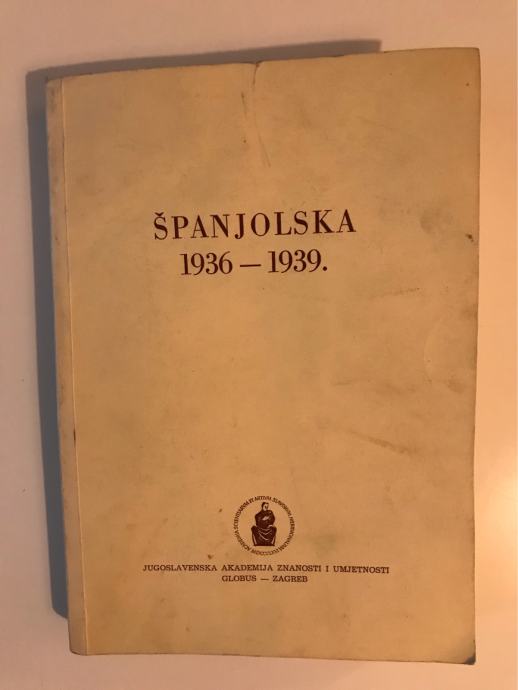 ŠPANJOLSKA
1936 — 1939.
JUGOSLAVENSKA AKADEMIJA ZNANOSTI I UMJETNOSTI
GLOBUS — ZAGREB